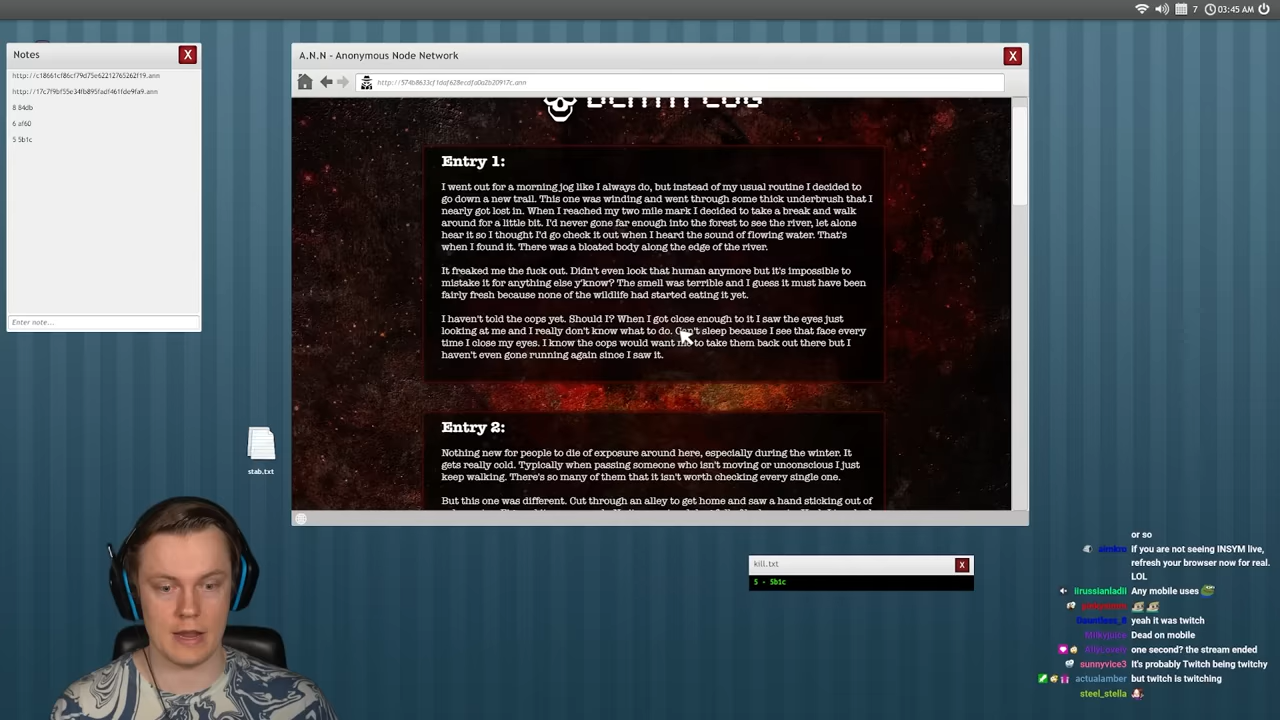 7 03:45 AM
Notes X
http://c18661cf86cf79d75e62212765262f19.ann
http://17c7f9bf55e34fb895fadf461fde9fa9.ann
8 84db
6 af60
5 5b1c
Enter note...
stab.txt
A.N.N - Anonymous Node Network X
http://574b8633cf1daf628ecdfa0a2b20917c.ann
Entry 1:
I went out for a morning jog like I always do, but instead of my usual routine I decided to
go down a new trail. This one was winding and went through some thick underbrush that I
nearly got lost in. When I reached my two mile mark I decided to take a break and walk
around for a little bit. I'd never gone far enough into the forest to see the river, let alone
hear it so I thought I'd go check it out when I heard the sound of flowing water. That's
when I found it. There was a bloated body along the edge of the river.
It freaked me the fuck out. Didn't even look that human anymore but it's impossible to
mistake it for anything else y'know? The smell was terrible and I guess it must have been
fairly fresh because none of the wildlife had started eating it yet.
I haven't told the cops yet. Should I? When I got close enough to it I saw the eyes just
looking at me and I really don't know what to do. Can't sleep because I see that face every
time I close my eyes. I know the cops would want me to take them back out there but I
haven't even gone running again since I saw it.
Entry 2:
Nothing new for people to die of exposure around here, especially during the winter. It
gets really cold. Typically when passing someone who isn't moving or unconscious I just
keep walking. There's so many of them that it isn't worth checking every single one.
But this one was different. Cut through an alley to get home and saw a hand sticking out of
kill.txt X
5 - 5b1c
or so
aimkro If you are not seeing INSYM live,
refresh your browser now for real.
LOL
iirussianladii Any mobile uses
yeah it was twitch
Milkyjuice Dead on mobile
AllyLovely one second? the stream ended
sunnyvice3 It's probably Twitch being twitchy
actualamber but twitch is twitching
steel_stella